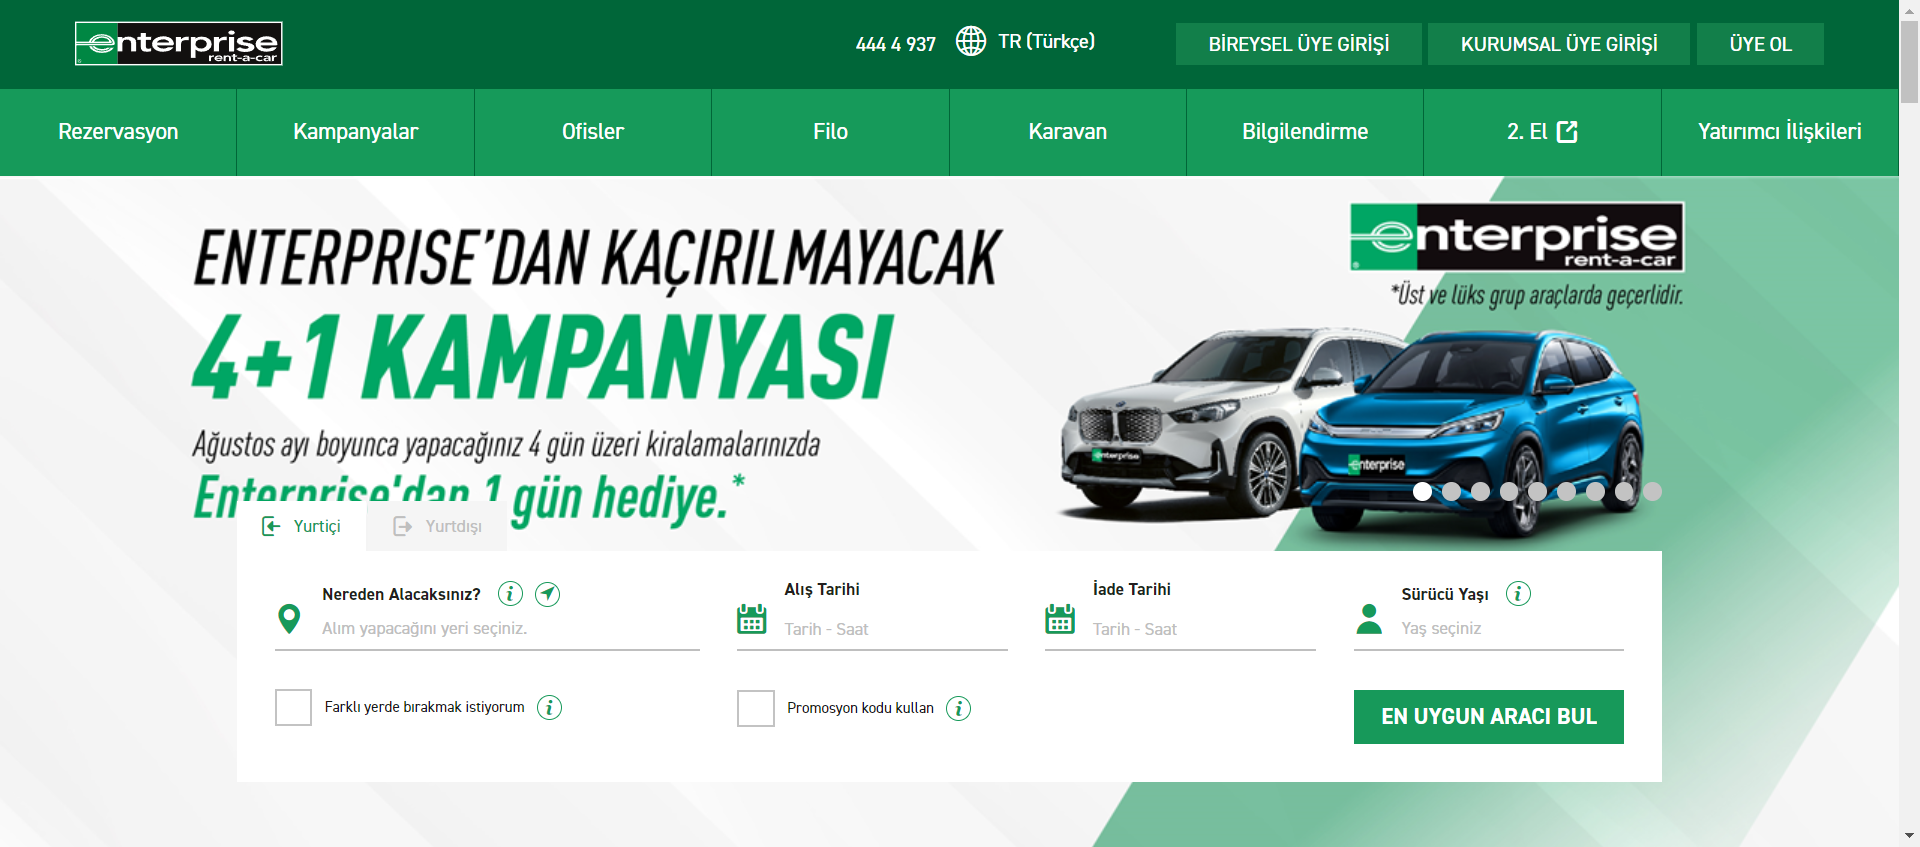 enterprise
rent-a-car
444 4 937
TR (Türkçe)
BİREYSEL ÜYE GİRİŞİ
KURUMSAL ÜYE GİRİŞİ
ÜYE OL
Rezervasyon
Kampanyalar
Ofisler
Filo
Karavan
Bilgilendirme
2. El
Yatırımcı İlişkileri
ENTERPRISE'DAN KAÇIRILMAYACAK
4+1 KAMPANYASI
Ağustos ayı boyunca yapacağınız 4 gün üzeri kiralamalarınızda
Enterprise'dan 1 gün hediye.*
enterprise
rent-a-car
*Üst ve lüks grup araçlarda geçerlidir.
enterprise
enterprise
Yurtiçi
Yurtdışı
Nereden Alacaksınız?
Alım yapacağını yeri seçiniz.
Alış Tarihi
Tarih - Saat
İade Tarihi
Tarih - Saat
Sürücü Yaşı
Yaş seçiniz
Farklı yerde bırakmak istiyorum
Promosyon kodu kullan
EN UYGUN ARACI BUL